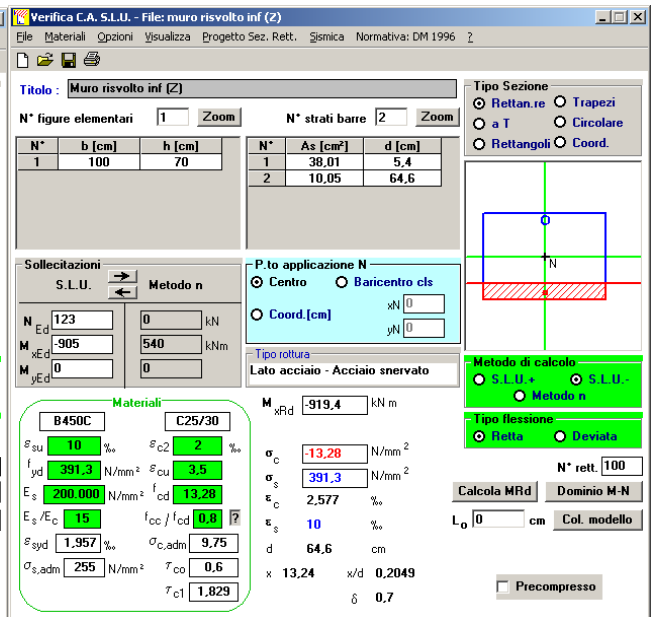 Verifica C.A. S.L.U. - File: muro risvolto inf (Z)
File Materiali Opzioni Visualizza Progetto Sez. Rett. Sismica Normativa: DM 1996 ?
Titolo : Muro risvolto inf (Z)
N° figure elementari 1 Zoom N° strati barre 2 Zoom
N° b [cm] h [cm]
1 100 70
N° As [cm²] d [cm]
1 38,01 5,4
2 10,05 64,6
Tipo Sezione
Rettan.re Trapezi
a T Circolare
Rettangoli Coord.
N
Sollecitazioni
S.L.U. Metodo n
N Ed 123 0 kN
M xEd -905 540 kNm
M yEd 0 0
P.to applicazione N
Centro Baricentro cls
Coord.[cm] xN 0
yN 0
Tipo rottura
Lato acciaio - Acciaio snervato
Metodo di calcolo
S.L.U.+ S.L.U.-
Metodo n
Tipo flessione
Retta Deviata
N° rett. 100
Calcola MRd Dominio M-N
L₀ 0 cm Col. modello
Precompresso
Materiali
B450C C25/30
εsu 10 ‰ εc2 2 ‰
fyd 391,3 N/mm² εcu 3,5
Es 200.000 N/mm² fcd 13,28
Es/Ec 15 fcc / fcd 0,8 ?
εsyd 1,957 ‰ σc,adm 9,75
σs,adm 255 N/mm² τco 0,6
τc1 1,829
M xRd -919,4 kN m
σc -13,28 N/mm²
σs 391,3 N/mm²
εc 2,577 ‰
εs 10 ‰
d 64,6 cm
x 13,24 x/d 0,2049
δ 0,7